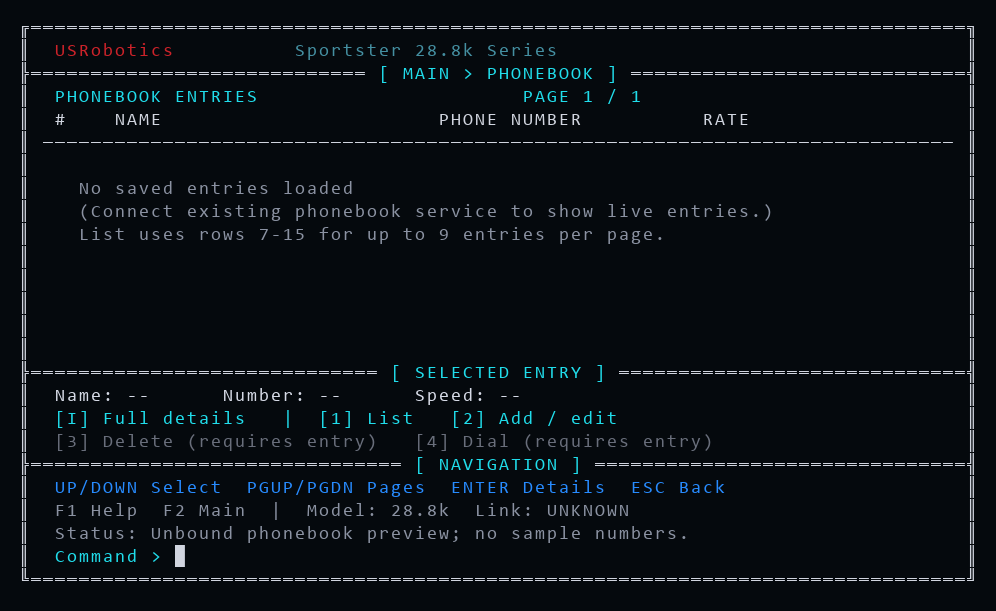 USRobotics Sportster 28.8k Series
[ MAIN > PHONEBOOK ]
PHONEBOOK ENTRIES PAGE 1 / 1
# NAME PHONE NUMBER RATE
No saved entries loaded
(Connect existing phonebook service to show live entries.)
List uses rows 7-15 for up to 9 entries per page.
[ SELECTED ENTRY ]
Name: -- Number: -- Speed: --
[I] Full details | [1] List [2] Add / edit
[3] Delete (requires entry) [4] Dial (requires entry)
[ NAVIGATION ]
UP/DOWN Select PGUP/PGDN Pages ENTER Details ESC Back
F1 Help F2 Main | Model: 28.8k Link: UNKNOWN
Status: Unbound phonebook preview; no sample numbers.
Command >